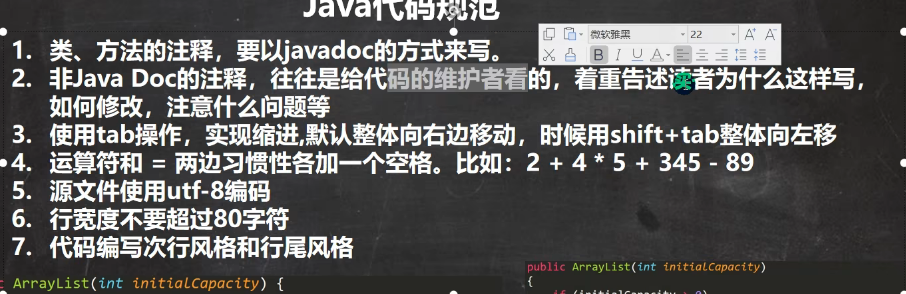 Java代码规范
微软雅黑 22 A A
B I U A
1. 类、方法的注释，要以javadoc的方式来写。
2. 非Java Doc的注释，往往是给代码的维护者看的，着重告述读者为什么这样写，
如何修改，注意什么问题等
3. 使用tab操作，实现缩进,默认整体向右边移动，时候用shift+tab整体向左移
4. 运算符和 = 两边习惯性各加一个空格。比如：2 + 4 * 5 + 345 - 89
5. 源文件使用utf-8编码
6. 行宽度不要超过80字符
7. 代码编写次行风格和行尾风格
ArrayList(int initialCapacity) {
public ArrayList(int initialCapacity)
{